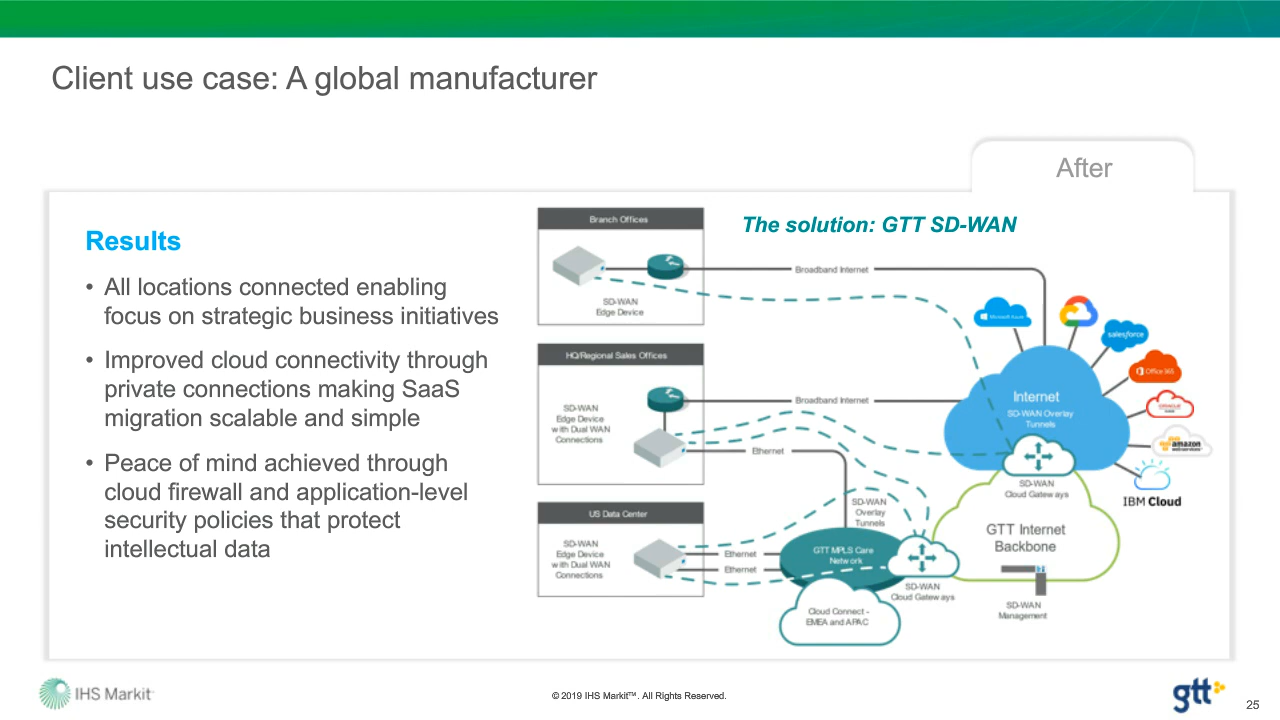 Client use case: A global manufacturer
After
Results
• All locations connected enabling
focus on strategic business initiatives
• Improved cloud connectivity through
private connections making SaaS
migration scalable and simple
• Peace of mind achieved through
cloud firewall and application-level
security policies that protect
intellectual data
The solution: GTT SD-WAN
Branch Offices
SD-WAN
Edge Device
Broadband Internet
HQ/Regional Sales Offices
SD-WAN
Edge Device
with Dual WAN
Connections
Broadband Internet
Ethernet
US Data Center
SD-WAN
Edge Device
with Dual WAN
Connections
Ethernet
Ethernet
SD-WAN
Overlay
Tunnels
GTT MPLS Core
Network
Cloud Connect -
EMEA and APAC
SD-WAN
Cloud Gateways
Internet
SD-WAN Overlay
Tunnels
SD-WAN
Cloud Gateways
GTT Internet
Backbone
SD-WAN
Management
Microsoft Azure
salesforce
Office 365
ORACLE
amazon
web services
IBM Cloud
IHS Markit
© 2019 IHS Markit™. All Rights Reserved.
gtt
25